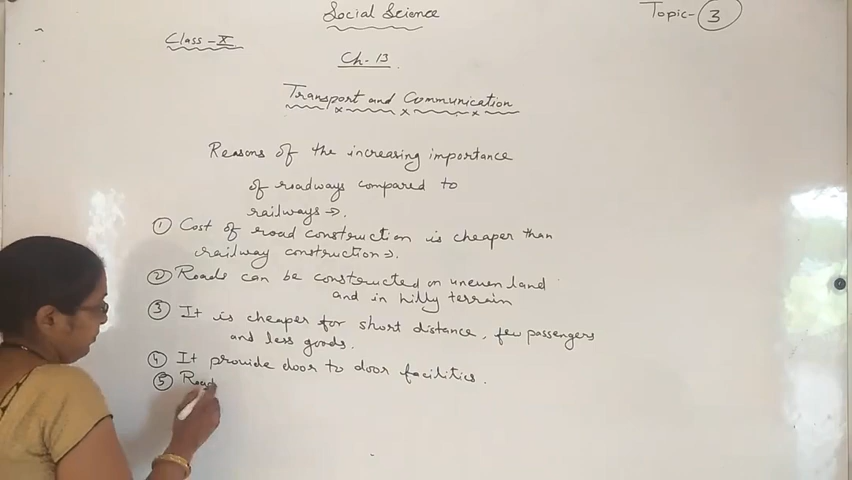 Social Science
Topic- 3
Class-X
Ch. 13.
Transport and Communication
Reasons of the increasing importance
of roadways compared to
railways →.
① Cost of road construction is cheaper than
railway construction →.
② Roads can be constructed on uneven land
and in hilly terrain
③ It is cheaper for short distance, few passengers
and less goods.
④ It provide door to door facilities.
⑤ Road